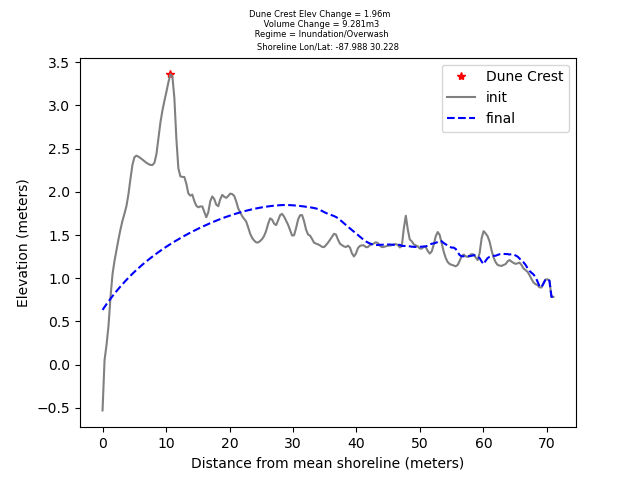 Dune Crest Elev Change = 1.96m
Volume Change = 9.281m3
Regime = Inundation/Overwash
Shoreline Lon/Lat: -87.988 30.228
3.5
3.0
2.5
2.0
1.5
1.0
0.5
0.0
−0.5
Elevation (meters)
Dune Crest
init
final
0 10 20 30 40 50 60 70
Distance from mean shoreline (meters)